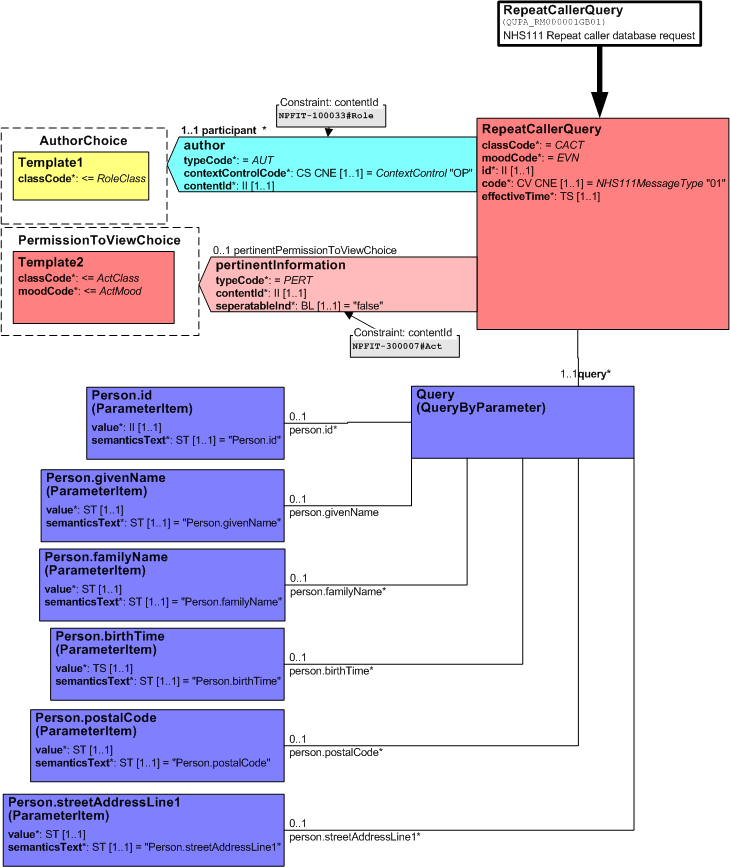 RepeatCallerQuery
(QUPA_RM000001GB01)
NHS111 Repeat caller database request
Constraint: contentId
NPFIT-100033#Role
1..1 participant *
AuthorChoice
Template1
classCode*: <= RoleClass
author
typeCode*: = AUT
contextControlCode*: CS CNE [1..1] = ContextControl "OP"
contentId*: II [1..1]
RepeatCallerQuery
classCode*: = CACT
moodCode*: = EVN
id*: II [1..1]
code*: CV CNE [1..1] = NHS111MessageType "01"
effectiveTime*: TS [1..1]
PermissionToViewChoice
Template2
classCode*: <= ActClass
moodCode*: <= ActMood
0..1 pertinentPermissionToViewChoice
pertinentInformation
typeCode*: = PERT
contentId*: II [1..1]
seperatableInd*: BL [1..1] = "false"
Constraint: contentId
NPFIT-300007#Act
1..1query*
Query
(QueryByParameter)
Person.id
(ParameterItem)
value*: II [1..1]
semanticsText*: ST [1..1] = "Person.id"
0..1
person.id*
Person.givenName
(ParameterItem)
value*: ST [1..1]
semanticsText*: ST [1..1] = "Person.givenName"
0..1
person.givenName
Person.familyName
(ParameterItem)
value*: ST [1..1]
semanticsText*: ST [1..1] = "Person.familyName"
0..1
person.familyName*
Person.birthTime
(ParameterItem)
value*: TS [1..1]
semanticsText*: ST [1..1] = "Person.birthTime"
0..1
person.birthTime*
Person.postalCode
(ParameterItem)
value*: ST [1..1]
semanticsText*: ST [1..1] = "Person.postalCode"
0..1
person.postalCode*
Person.streetAddressLine1
(ParameterItem)
value*: ST [1..1]
semanticsText*: ST [1..1] = "Person.streetAddressLine1"
0..1
person.streetAddressLine1*